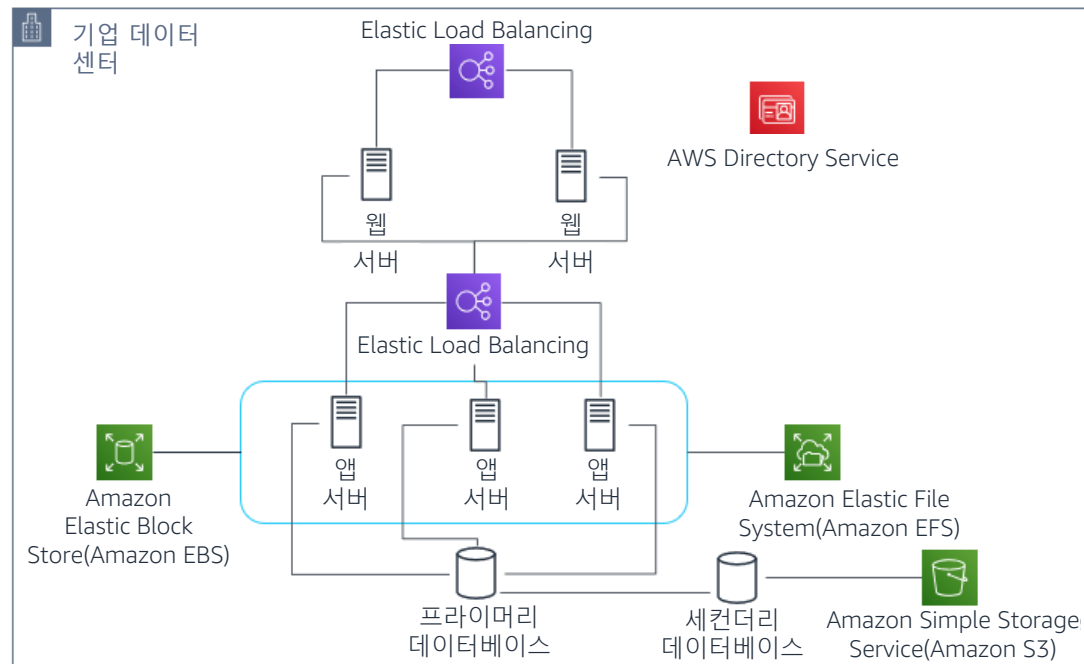 기업 데이터
센터
Elastic Load Balancing
AWS Directory Service
웹
서버
웹
서버
Elastic Load Balancing
앱
서버
앱
서버
앱
서버
Amazon
Elastic Block
Store(Amazon EBS)
Amazon Elastic File
System(Amazon EFS)
프라이머리
데이터베이스
세컨더리
데이터베이스
Amazon Simple Storage
Service(Amazon S3)